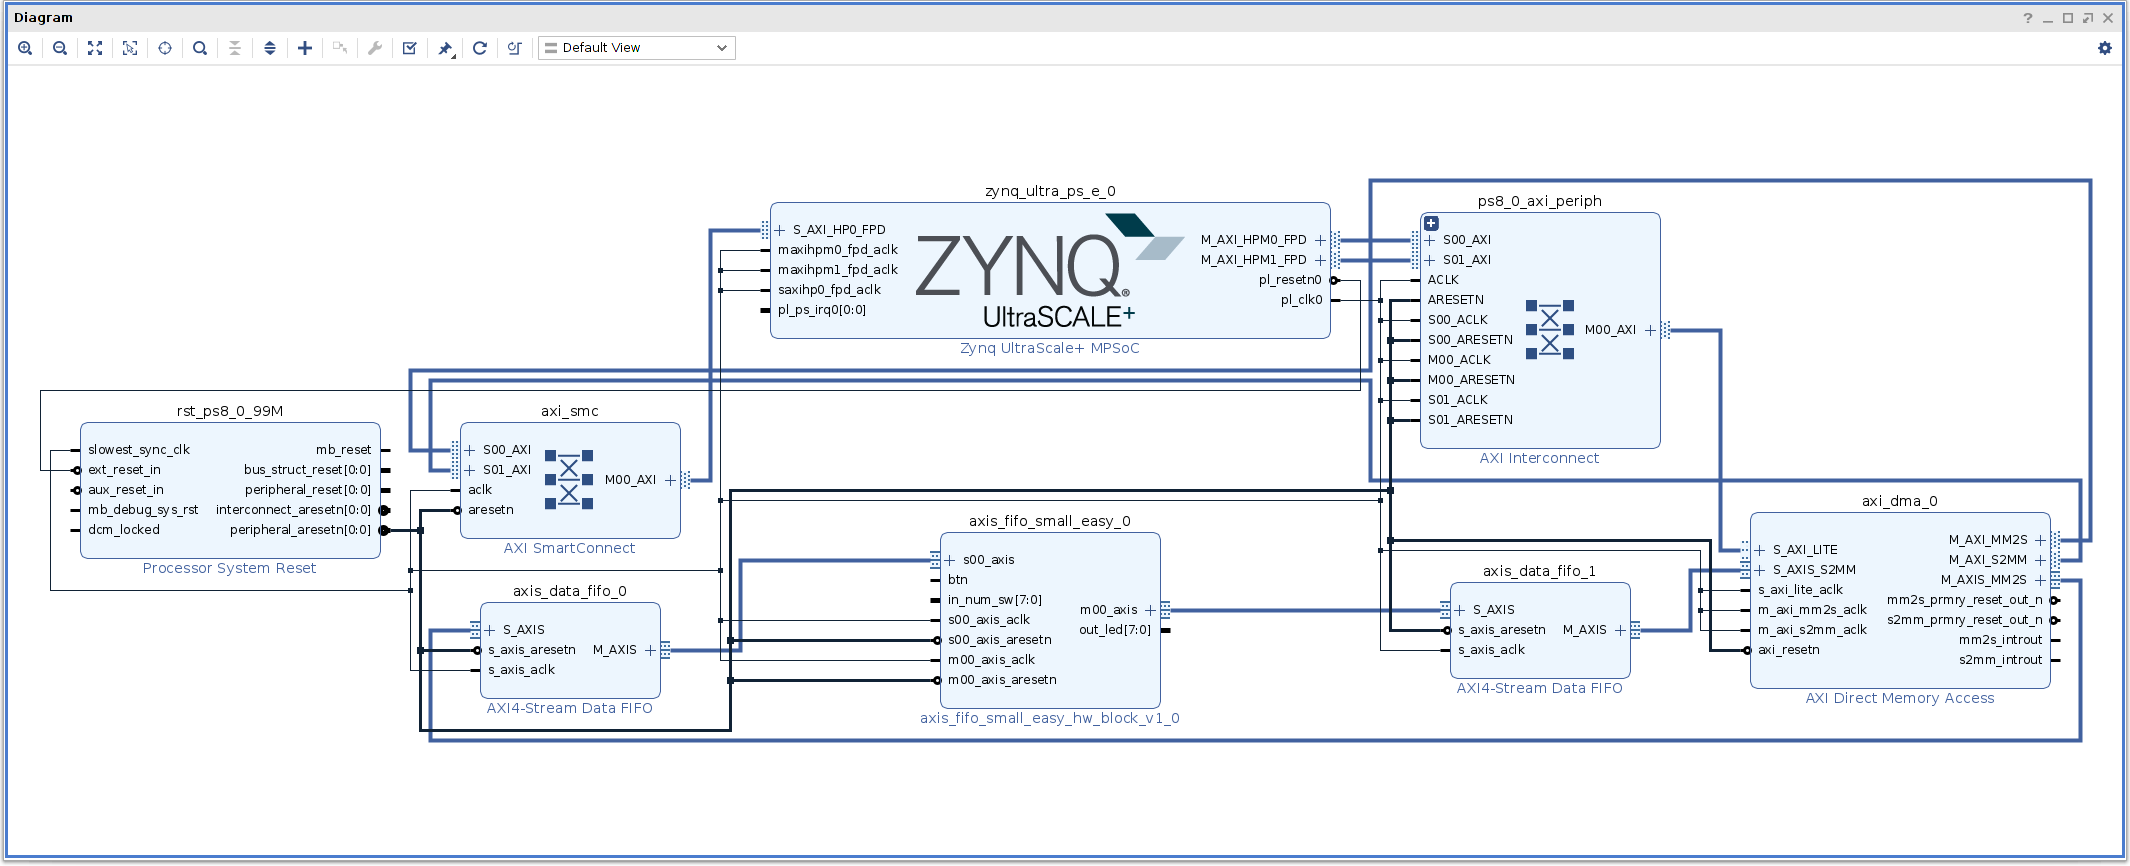 Diagram
Default View
zynq_ultra_ps_e_0
S_AXI_HP0_FPD
maxihpm0_fpd_aclk
maxihpm1_fpd_aclk
saxihp0_fpd_aclk
pl_ps_irq0[0:0]
ZYNQ®
UltraSCALE+
M_AXI_HPM0_FPD
M_AXI_HPM1_FPD
pl_resetn0
pl_clk0
Zynq UltraScale+ MPSoC
ps8_0_axi_periph
S00_AXI
S01_AXI
ACLK
ARESETN
S00_ACLK
S00_ARESETN
M00_ACLK
M00_ARESETN
S01_ACLK
S01_ARESETN
M00_AXI
AXI Interconnect
rst_ps8_0_99M
slowest_sync_clk
ext_reset_in
aux_reset_in
mb_debug_sys_rst
dcm_locked
mb_reset
bus_struct_reset[0:0]
peripheral_reset[0:0]
interconnect_aresetn[0:0]
peripheral_aresetn[0:0]
Processor System Reset
axi_smc
S00_AXI
S01_AXI
aclk
aresetn
M00_AXI
AXI SmartConnect
axis_data_fifo_0
S_AXIS
s_axis_aresetn
s_axis_aclk
M_AXIS
AXI4-Stream Data FIFO
axis_fifo_small_easy_0
s00_axis
btn
in_num_sw[7:0]
s00_axis_aclk
s00_axis_aresetn
m00_axis_aclk
m00_axis_aresetn
m00_axis
out_led[7:0]
axis_fifo_small_easy_hw_block_v1_0
axis_data_fifo_1
S_AXIS
s_axis_aresetn
s_axis_aclk
M_AXIS
AXI4-Stream Data FIFO
axi_dma_0
S_AXI_LITE
S_AXIS_S2MM
s_axi_lite_aclk
m_axi_mm2s_aclk
m_axi_s2mm_aclk
axi_resetn
M_AXI_MM2S
M_AXI_S2MM
M_AXIS_MM2S
mm2s_prmry_reset_out_n
s2mm_prmry_reset_out_n
mm2s_introut
s2mm_introut
AXI Direct Memory Access